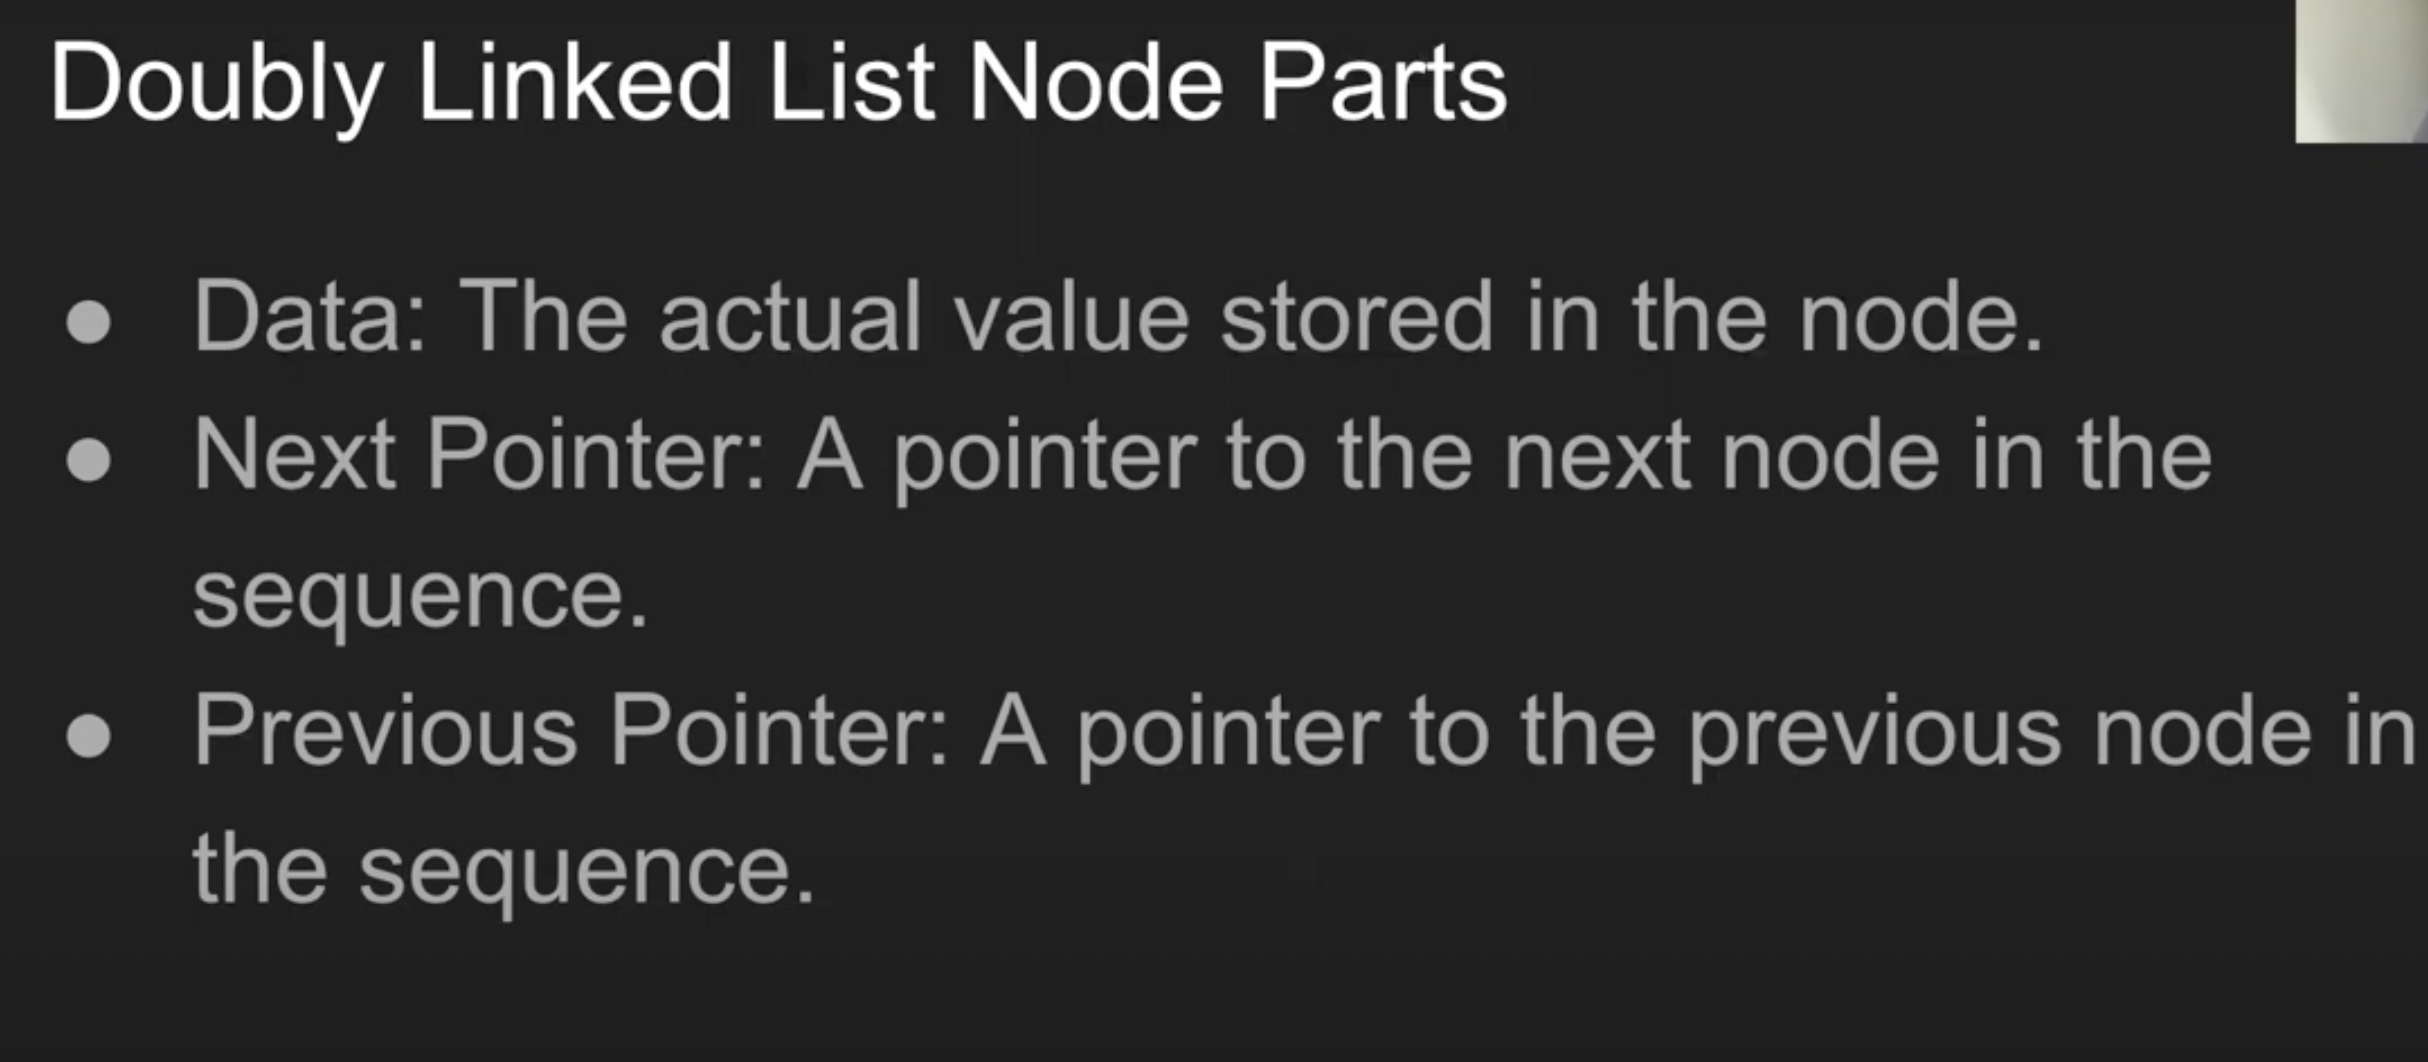 Doubly Linked List Node Parts
● Data: The actual value stored in the node.
● Next Pointer: A pointer to the next node in the
sequence.
● Previous Pointer: A pointer to the previous node in
the sequence.